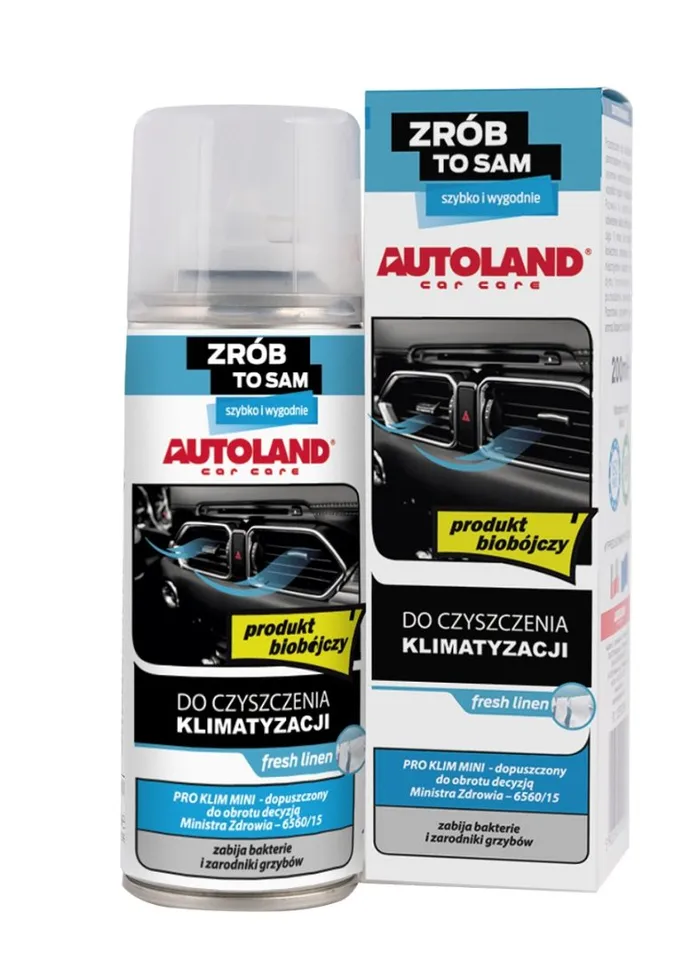 ZRÓB
TO SAM
szybko i wygodnie
AUTOLAND®
car care
produkt
biobójczy
DO CZYSZCZENIA
KLIMATYZACJI
fresh linen
PRO KLIM MINI - dopuszczony
do obrotu decyzją
Ministra Zdrowia – 6560/15
zabija bakterie
i zarodniki grzybów
ZRÓB
TO SAM
szybko i wygodnie
AUTOLAND®
car care
produkt
biobójczy
DO CZYSZCZENIA
KLIMATYZACJI
fresh linen
PRO KLIM MINI - dopuszczony
do obrotu decyzją
Ministra Zdrowia – 6560/15
zabija bakterie
i zarodniki grzybów
200ml